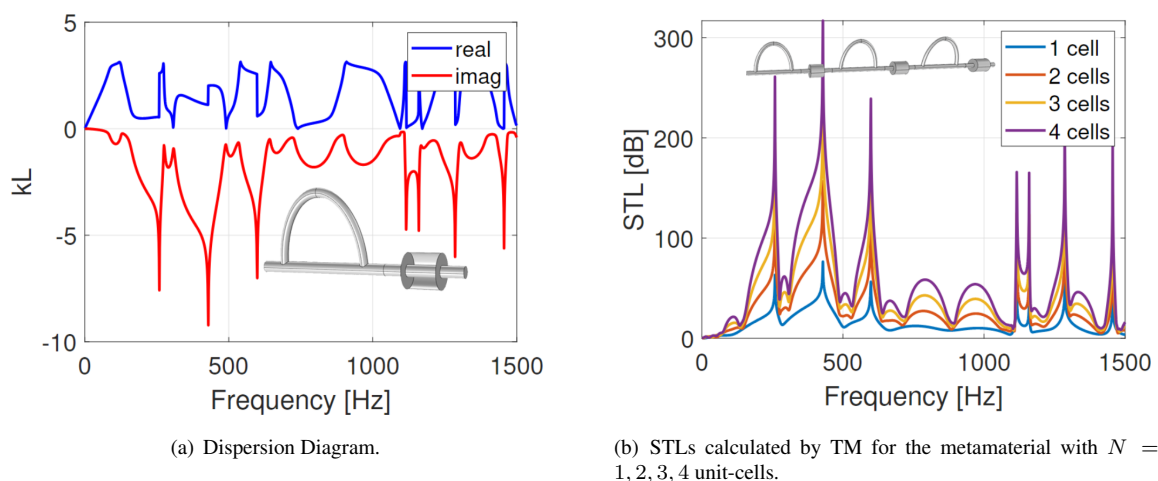 5
0
-5
-10
kL
real
imag
0
500
1000
1500
Frequency [Hz]
(a) Dispersion Diagram.
300
200
100
0
STL [dB]
1 cell
2 cells
3 cells
4 cells
0
500
1000
1500
Frequency [Hz]
(b) STLs calculated by TM for the metamaterial with N =
1, 2, 3, 4 unit-cells.